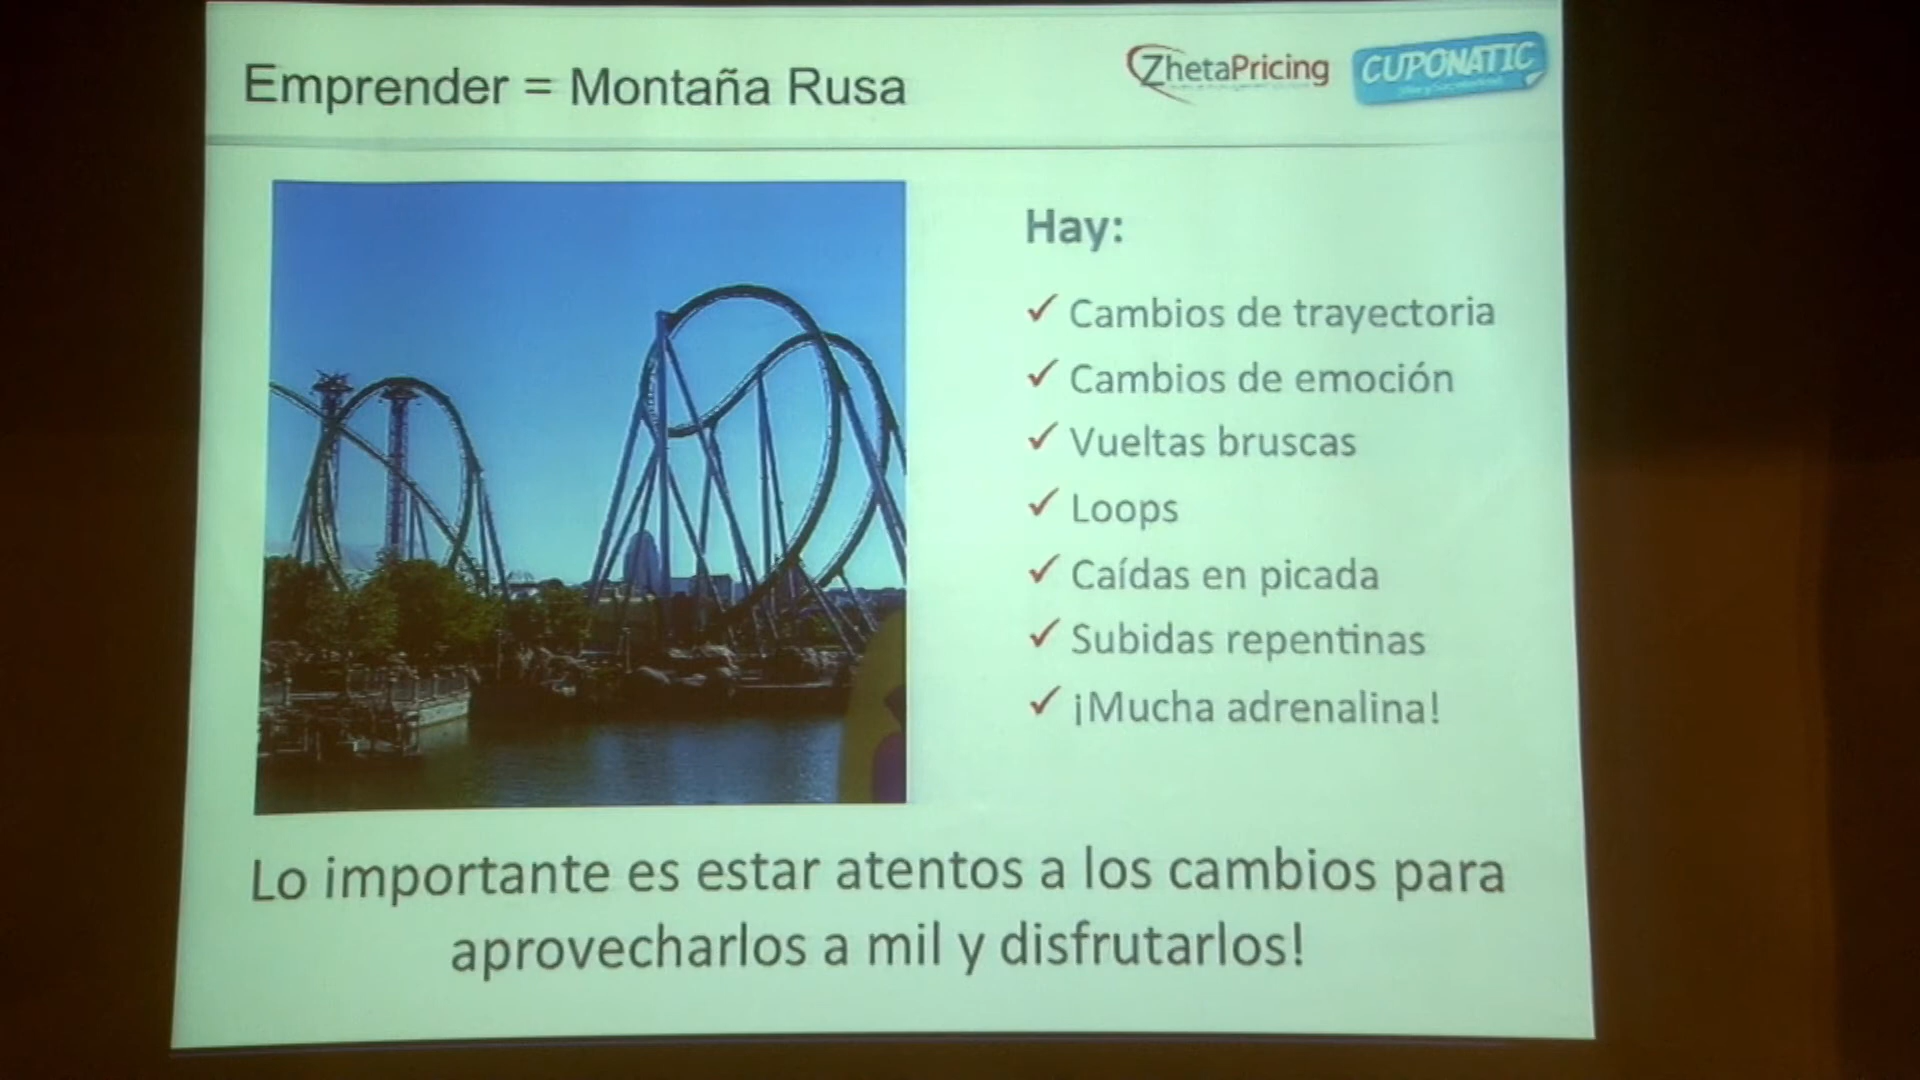 Emprender = Montaña Rusa
ZhetaPricing
CUPONATIC
Hay:
✓ Cambios de trayectoria
✓ Cambios de emoción
✓ Vueltas bruscas
✓ Loops
✓ Caídas en picada
✓ Subidas repentinas
✓ ¡Mucha adrenalina!
Lo importante es estar atentos a los cambios para
aprovecharlos a mil y disfrutarlos!